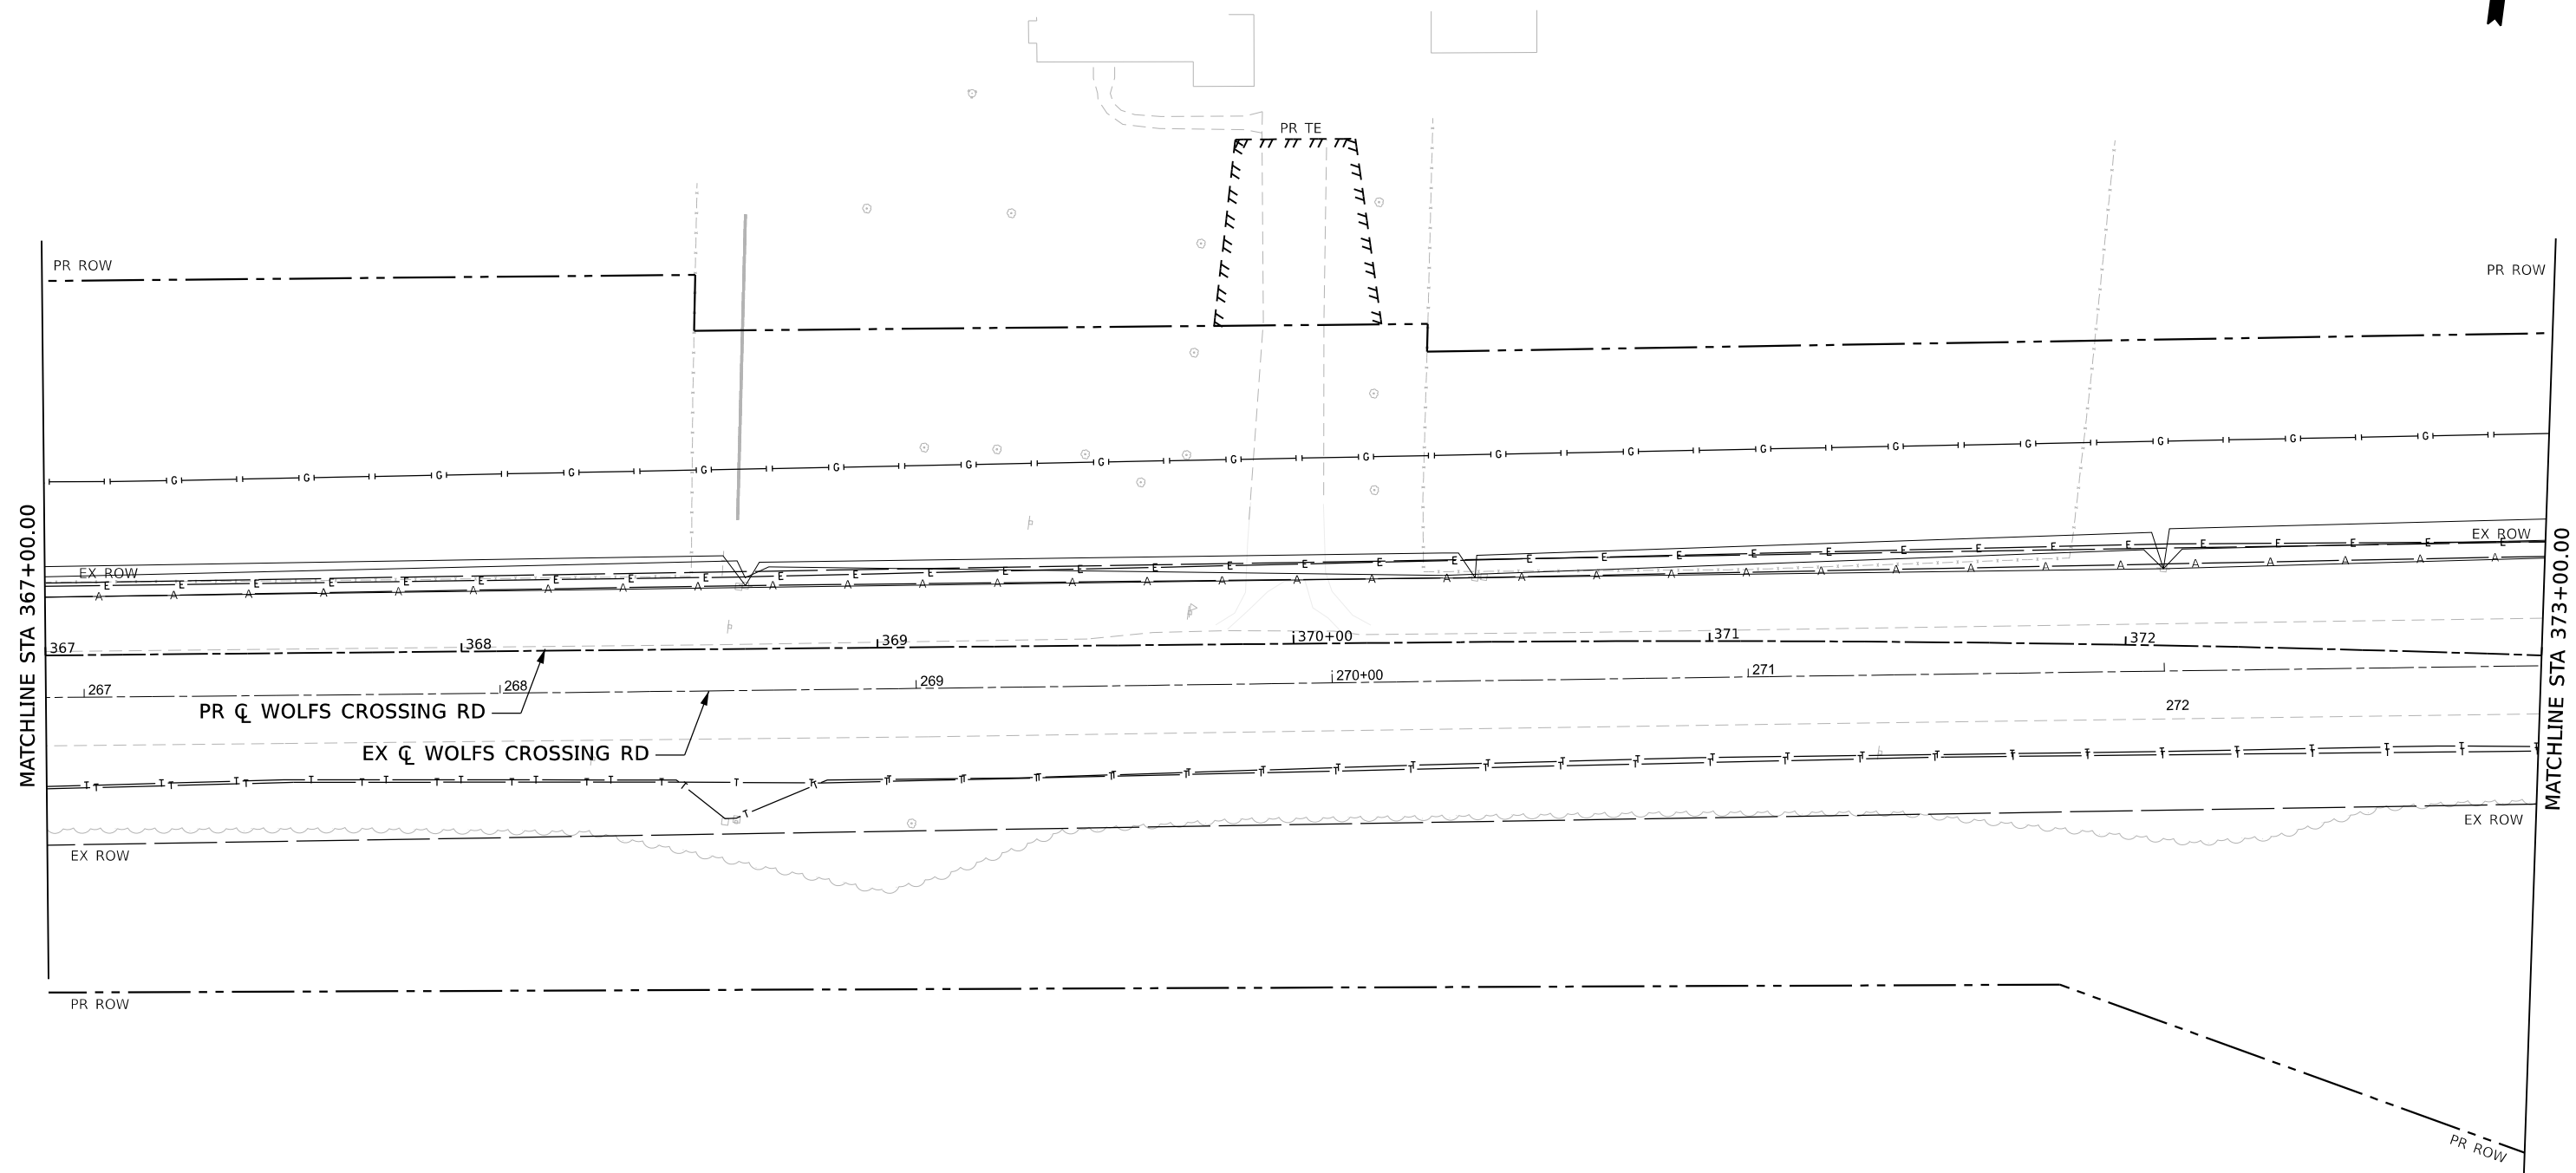 PR TE
PR ROW
PR ROW
G G G G G G G G G G G G G G G G G G
MATCHLINE STA 367+00.00
MATCHLINE STA 373+00.00
EX ROW
EX ROW
E E E E E E E E E E E E E E E E E E E E E E E E E E E E E E E E E
A A A A A A A A A A A A A A A A A A A A A A A A A A A A A A A A A
367 368 369 370+00 371 372
267 268 269 270+00 271 272
PR ℄ WOLFS CROSSING RD
EX ℄ WOLFS CROSSING RD
EX ROW
EX ROW
PR ROW
PR ROW